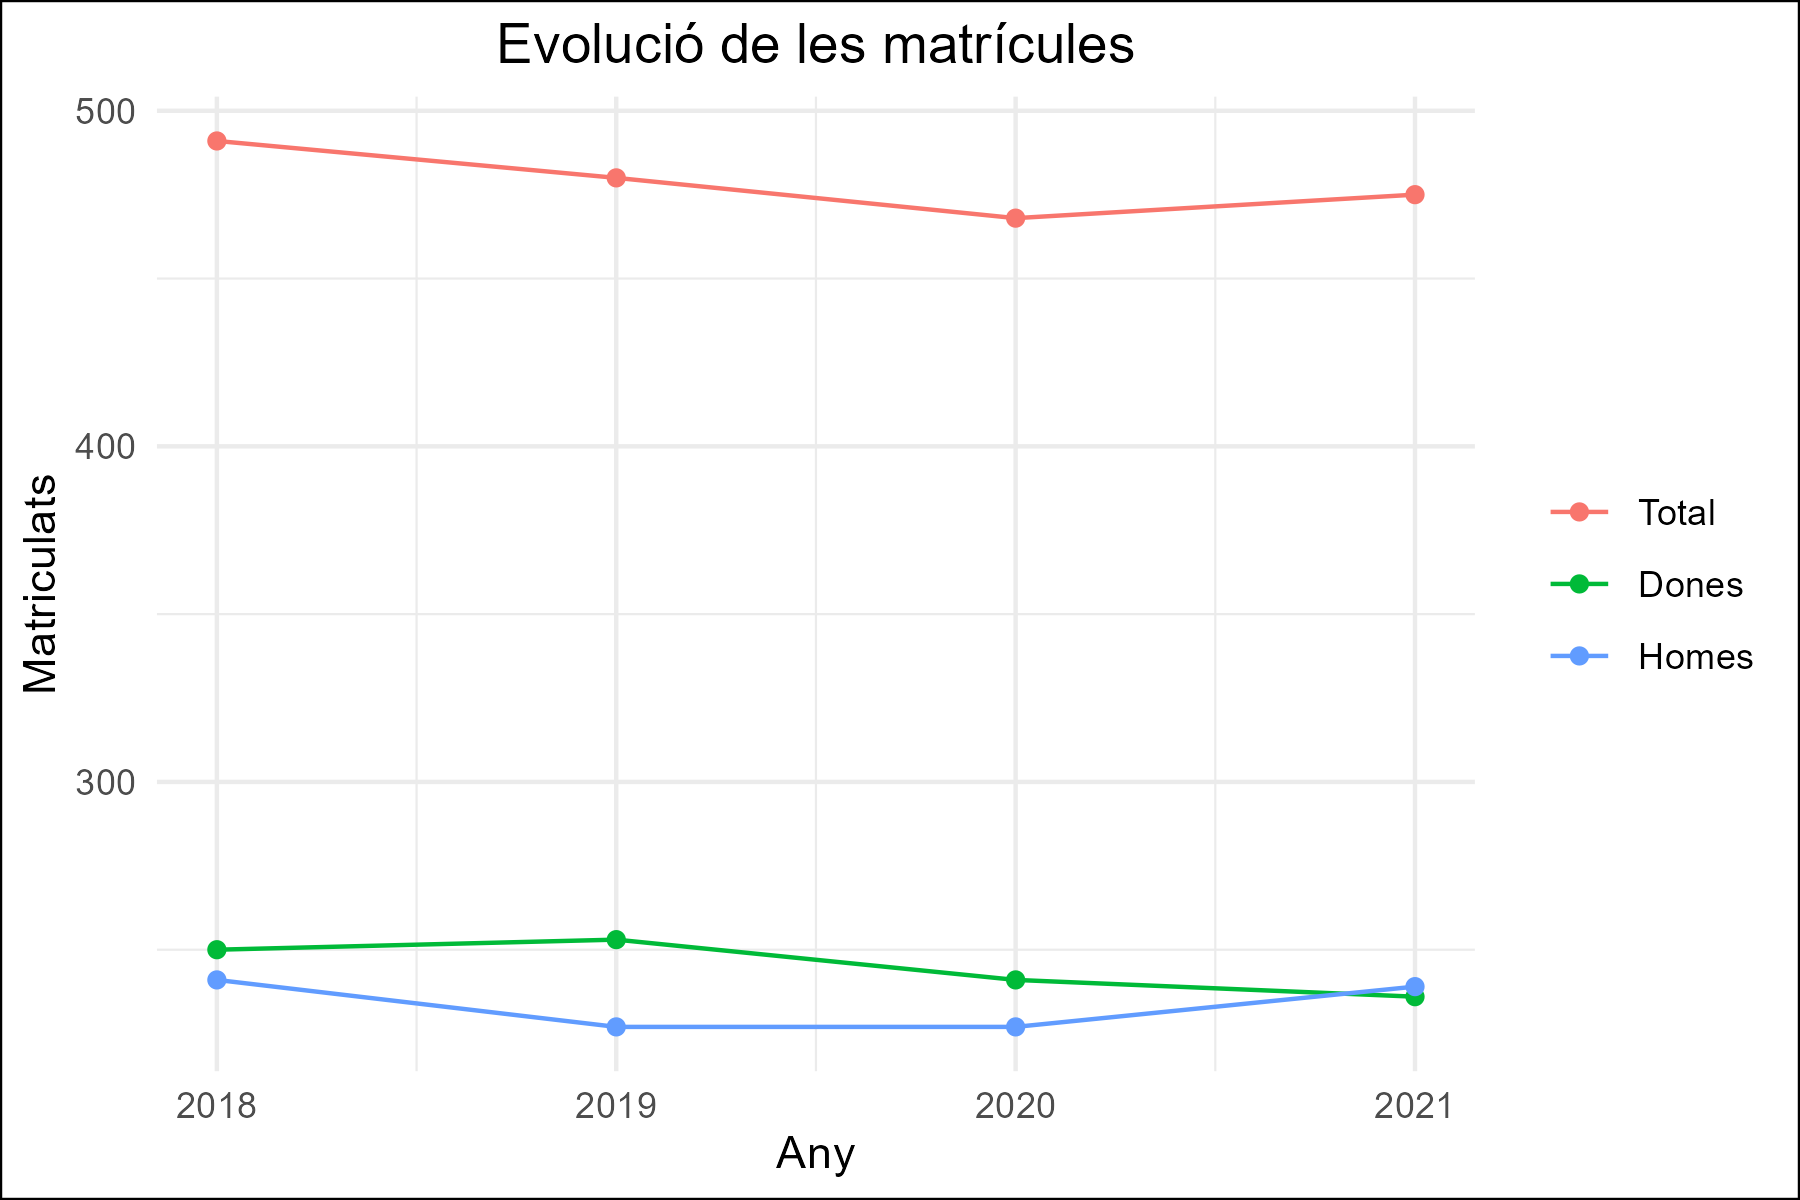 Evolució de les matrícules
500
400
300
Matriculats
2018 2019 2020 2021
Any
Total
Dones
Homes